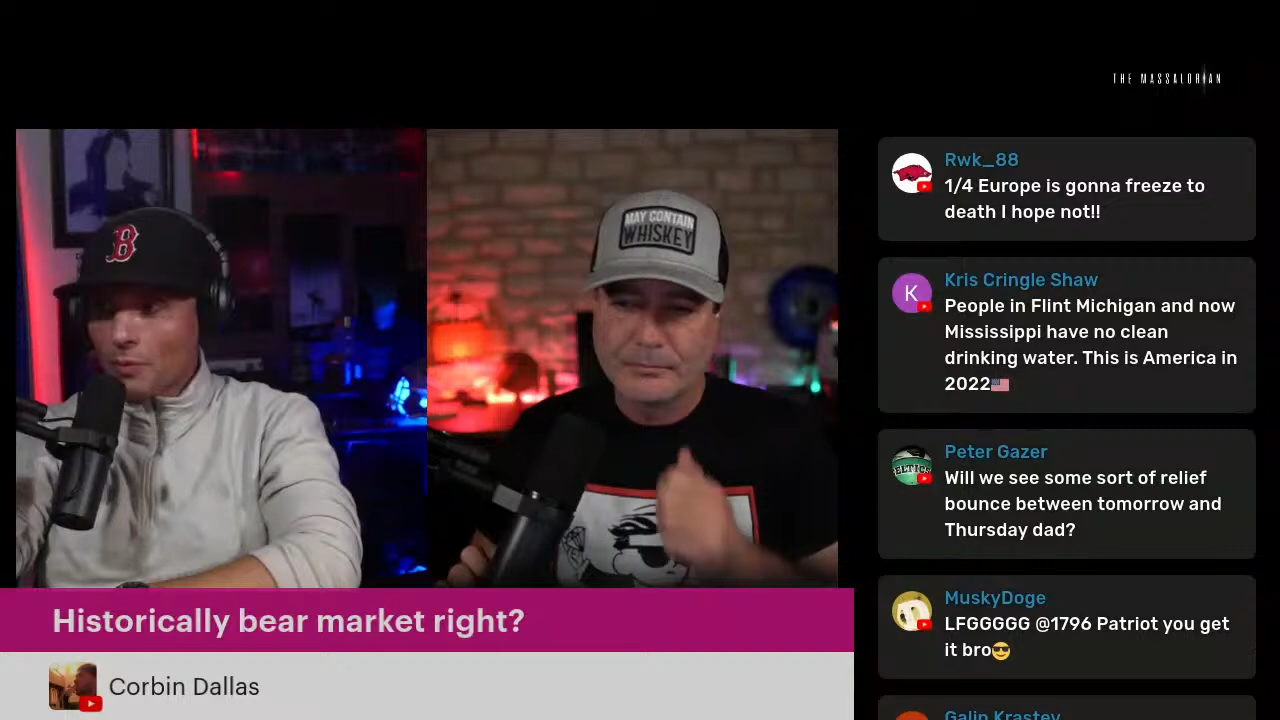 THE MASSALORIAN
B
MAY CONTAIN
WHISKEY
Historically bear market right?
Corbin Dallas
Rwk_88
1/4 Europe is gonna freeze to
death I hope not!!
K
Kris Cringle Shaw
People in Flint Michigan and now
Mississippi have no clean
drinking water. This is America in
2022🇺🇸
Peter Gazer
Will we see some sort of relief
bounce between tomorrow and
Thursday dad?
MuskyDoge
LFGGGGG @1796 Patriot you get
it bro😎
Galin Krastev